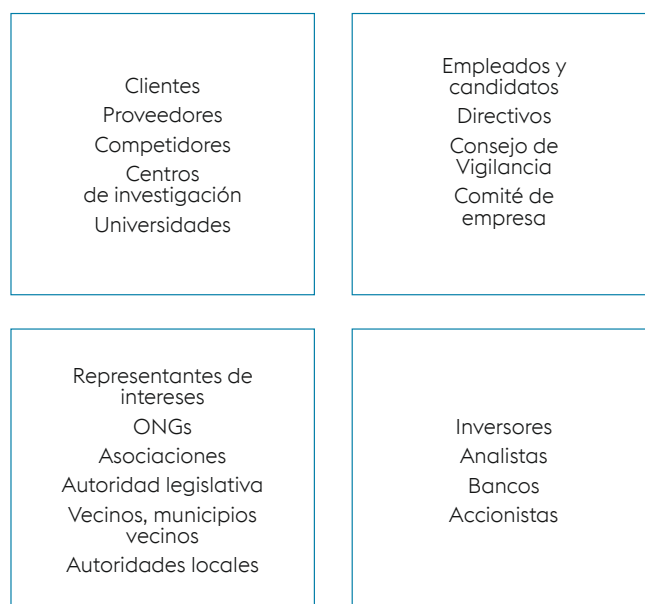 Clientes
Proveedores
Competidores
Centros
de investigación
Universidades
Empleados y
candidatos
Directivos
Consejo de
Vigilancia
Comité de
empresa
Representantes de
intereses
ONGs
Asociaciones
Autoridad legislativa
Vecinos, municipios
vecinos
Autoridades locales
Inversores
Analistas
Bancos
Accionistas